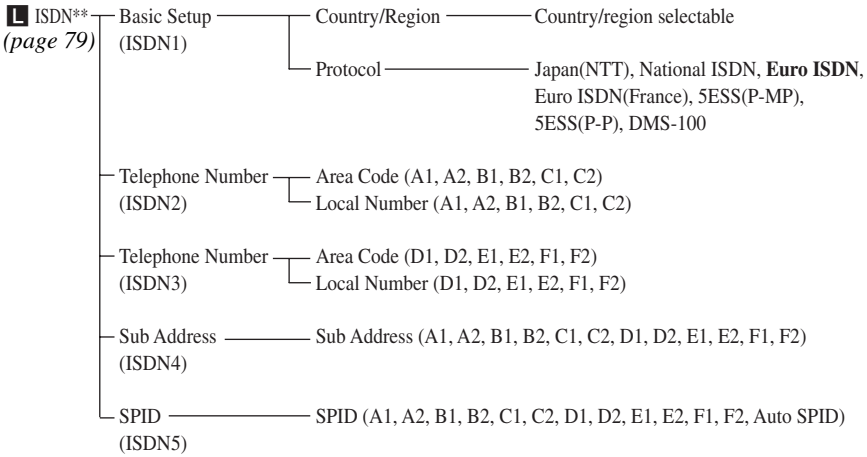 L ISDN** Basic Setup Country/Region Country/region selectable
(page 79) (ISDN1)
Protocol Japan(NTT), National ISDN, Euro ISDN,
Euro ISDN(France), 5ESS(P-MP),
5ESS(P-P), DMS-100
Telephone Number Area Code (A1, A2, B1, B2, C1, C2)
(ISDN2) Local Number (A1, A2, B1, B2, C1, C2)
Telephone Number Area Code (D1, D2, E1, E2, F1, F2)
(ISDN3) Local Number (D1, D2, E1, E2, F1, F2)
Sub Address Sub Address (A1, A2, B1, B2, C1, C2, D1, D2, E1, E2, F1, F2)
(ISDN4)
SPID SPID (A1, A2, B1, B2, C1, C2, D1, D2, E1, E2, F1, F2, Auto SPID)
(ISDN5)